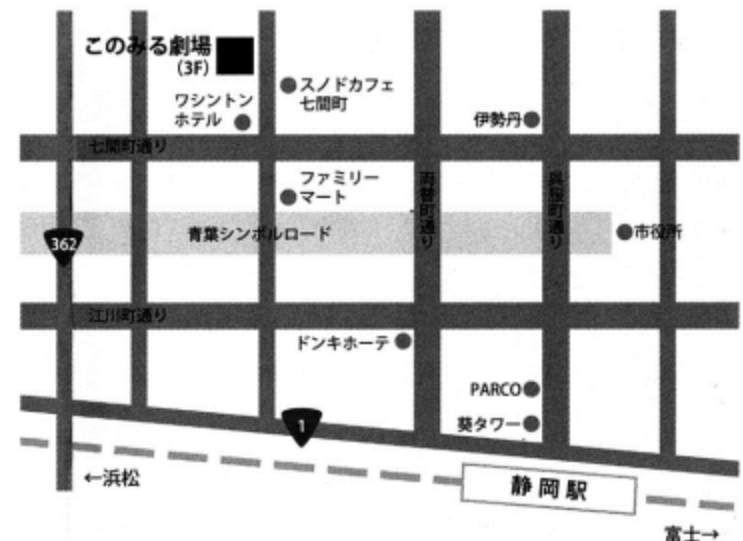 このみる劇場
(3F)
スノドカフェ
七間町
ワシントン
ホテル
伊勢丹
七間町通り
ファミリー
マート
両替町通り
呉服町通り
362
青葉シンボルロード
市役所
江川町通り
ドンキホーテ
PARCO
葵タワー
1
←浜松
静岡駅
富士→